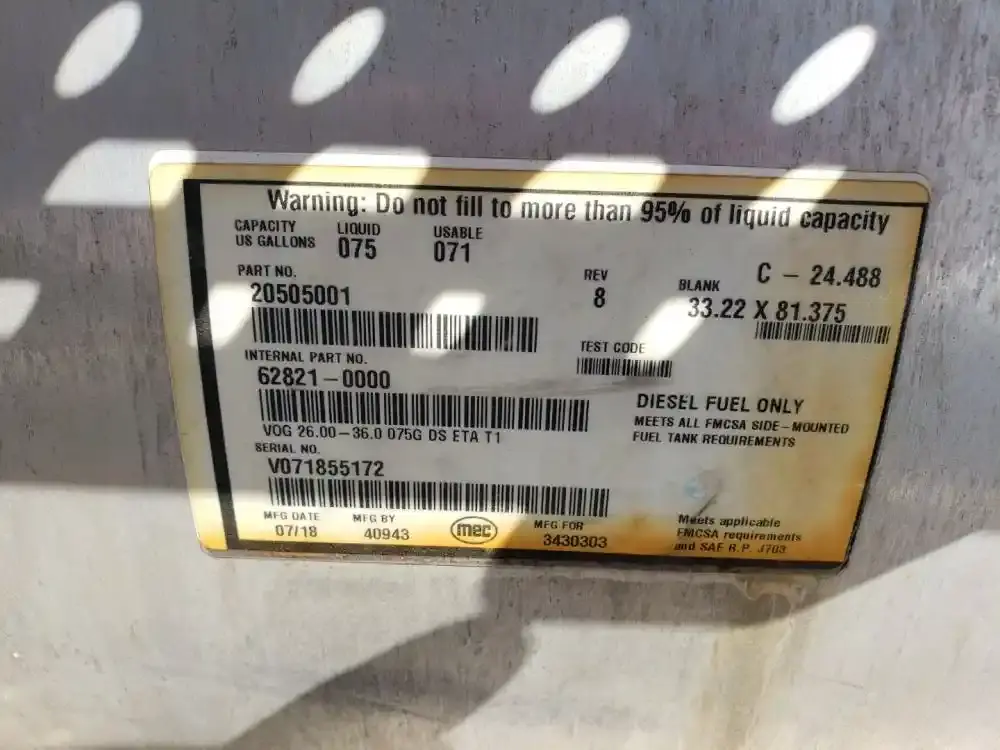 Warning: Do not fill to more than 95% of liquid capacity
CAPACITY LIQUID USABLE
US GALLONS 075 071
C - 24.488
PART NO. REV BLANK
20505001 8 33.22 X 81.375
TEST CODE
INTERNAL PART NO.
62821-0000
DIESEL FUEL ONLY
MEETS ALL FMCSA SIDE-MOUNTED
FUEL TANK REQUIREMENTS
VOG 26.00-36.0 075G DS ETA T1
SERIAL NO.
V071855172
MFG DATE MFG BY mec MFG FOR
07/18 40943 3430303
Meets applicable
FMCSA requirements
and SAE R.P. J703